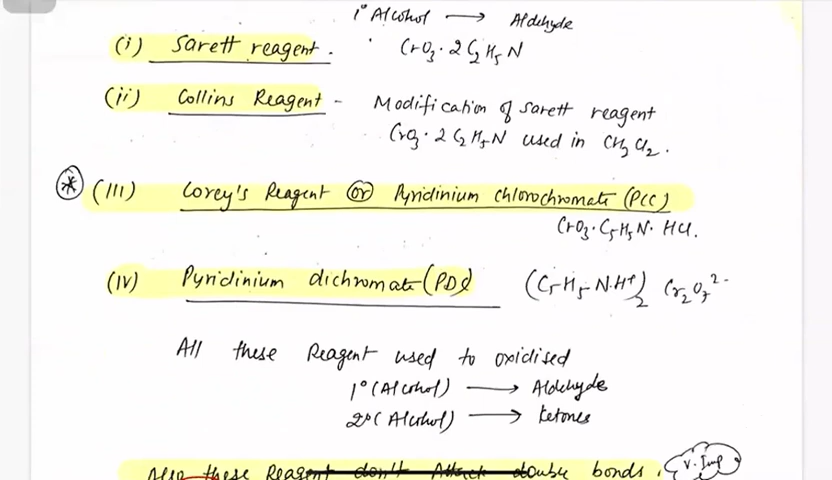 1° Alcohol → Aldehyde
(i) Sarett reagent. CrO3·2C2H5N
(ii) Collins Reagent - Modification of sarett reagent
CrO3·2C2H5N used in CH2Cl2.
* (III) Corey's Reagent or Pyridinium chlorochromate (PCC)
CrO3·C5H5N·HCl.
(IV) Pyridinium dichromate (PDC) (C5H5N·H⁺)2 Cr2O7²⁻
All these Reagent used to oxidised
1° (Alcohol) → Aldehyde
2° (Alcohol) → Ketones
Also these Reagent don't Attack double bonds. V. Imp